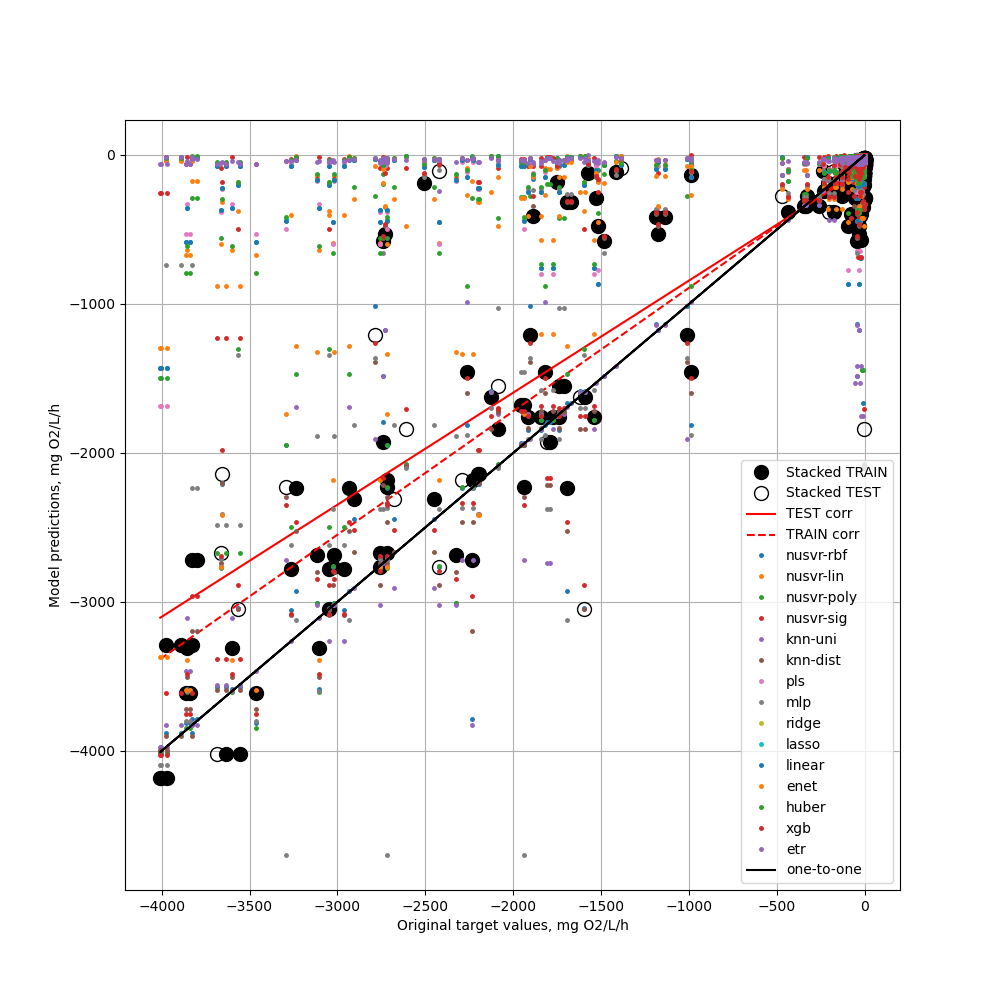 0
−1000
−2000
−3000
−4000
Model predictions, mg O2/L/h
−4000 −3500 −3000 −2500 −2000 −1500 −1000 −500 0
Original target values, mg O2/L/h
Stacked TRAIN
Stacked TEST
TEST corr
TRAIN corr
nusvr-rbf
nusvr-lin
nusvr-poly
nusvr-sig
knn-uni
knn-dist
pls
mlp
ridge
lasso
linear
enet
huber
xgb
etr
one-to-one